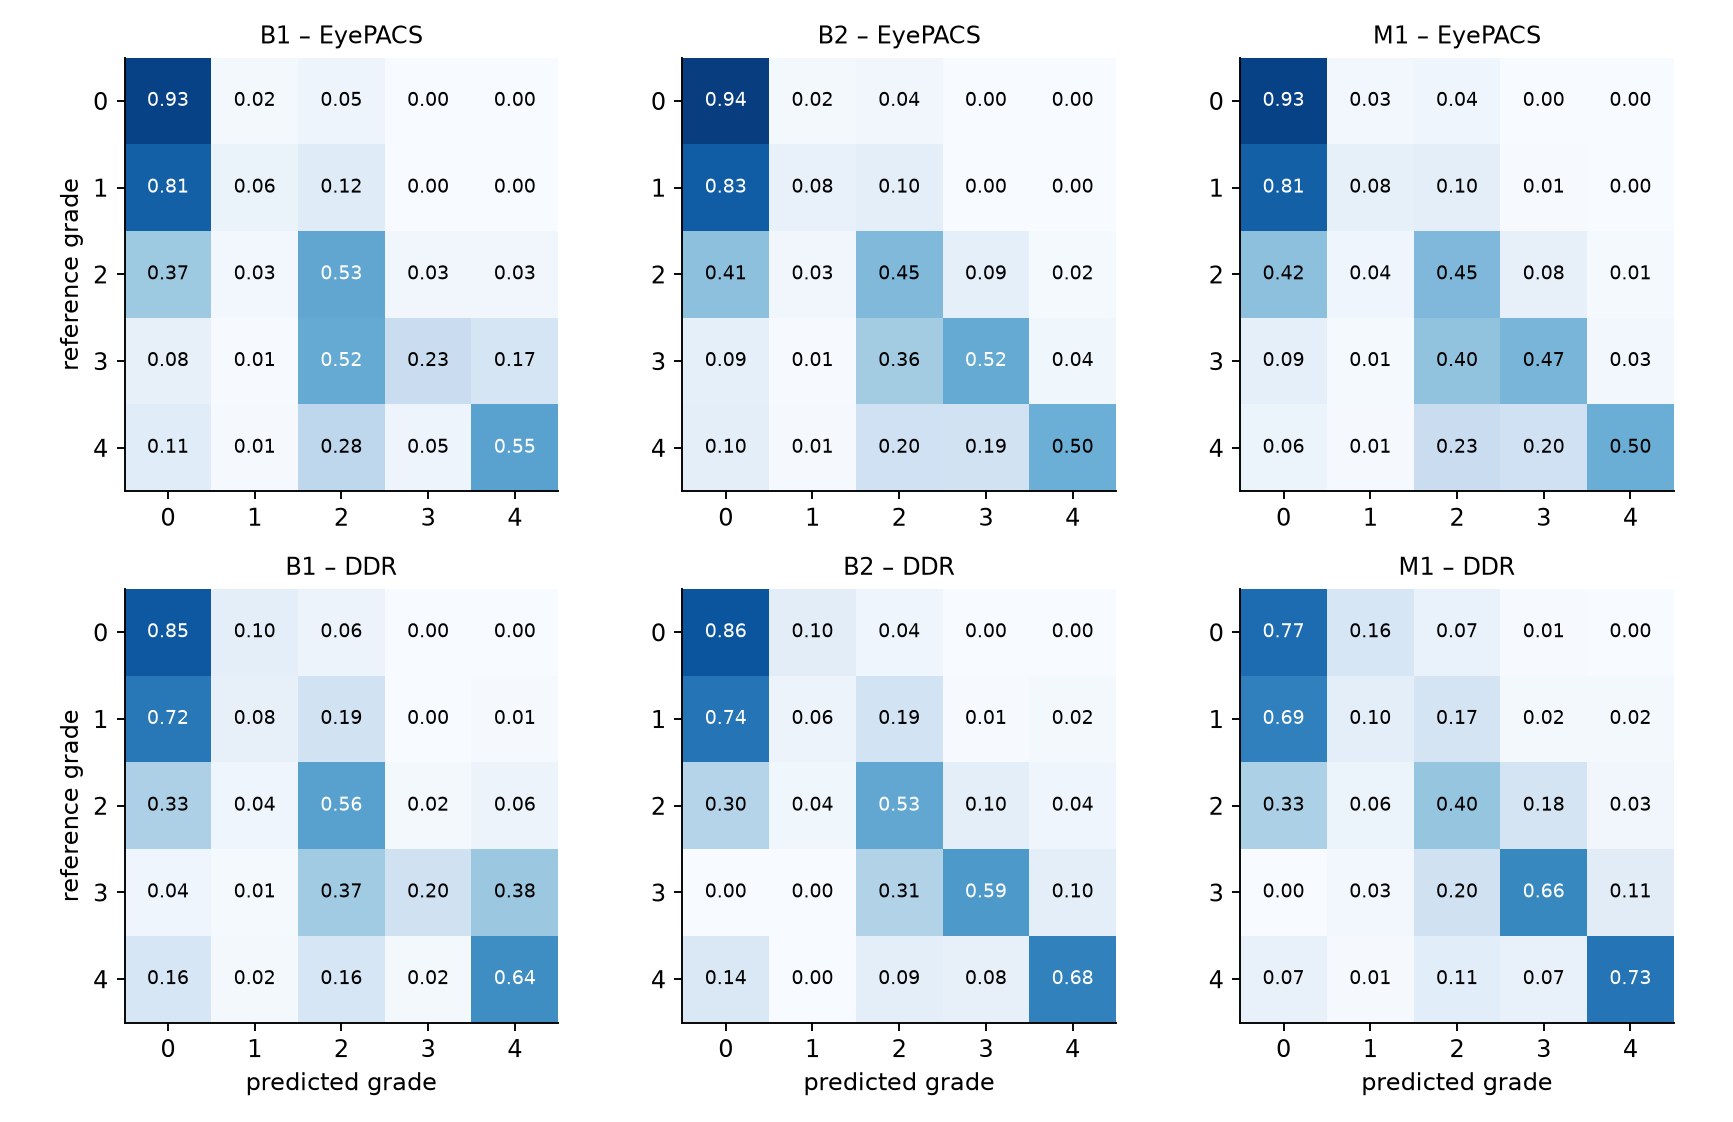 B1 – EyePACS
B2 – EyePACS
M1 – EyePACS
0 0.93 0.02 0.05 0.00 0.00 0 0.94 0.02 0.04 0.00 0.00 0 0.93 0.03 0.04 0.00 0.00
1 0.81 0.06 0.12 0.00 0.00 1 0.83 0.08 0.10 0.00 0.00 1 0.81 0.08 0.10 0.01 0.00
reference grade
2 0.37 0.03 0.53 0.03 0.03 2 0.41 0.03 0.45 0.09 0.02 2 0.42 0.04 0.45 0.08 0.01
3 0.08 0.01 0.52 0.23 0.17 3 0.09 0.01 0.36 0.52 0.04 3 0.09 0.01 0.40 0.47 0.03
4 0.11 0.01 0.28 0.05 0.55 4 0.10 0.01 0.20 0.19 0.50 4 0.06 0.01 0.23 0.20 0.50
0 1 2 3 4 0 1 2 3 4 0 1 2 3 4
B1 – DDR
B2 – DDR
M1 – DDR
0 0.85 0.10 0.06 0.00 0.00 0 0.86 0.10 0.04 0.00 0.00 0 0.77 0.16 0.07 0.01 0.00
1 0.72 0.08 0.19 0.00 0.01 1 0.74 0.06 0.19 0.01 0.02 1 0.69 0.10 0.17 0.02 0.02
reference grade
2 0.33 0.04 0.56 0.02 0.06 2 0.30 0.04 0.53 0.10 0.04 2 0.33 0.06 0.40 0.18 0.03
3 0.04 0.01 0.37 0.20 0.38 3 0.00 0.00 0.31 0.59 0.10 3 0.00 0.03 0.20 0.66 0.11
4 0.16 0.02 0.16 0.02 0.64 4 0.14 0.00 0.09 0.08 0.68 4 0.07 0.01 0.11 0.07 0.73
0 1 2 3 4 0 1 2 3 4 0 1 2 3 4
predicted grade
predicted grade
predicted grade